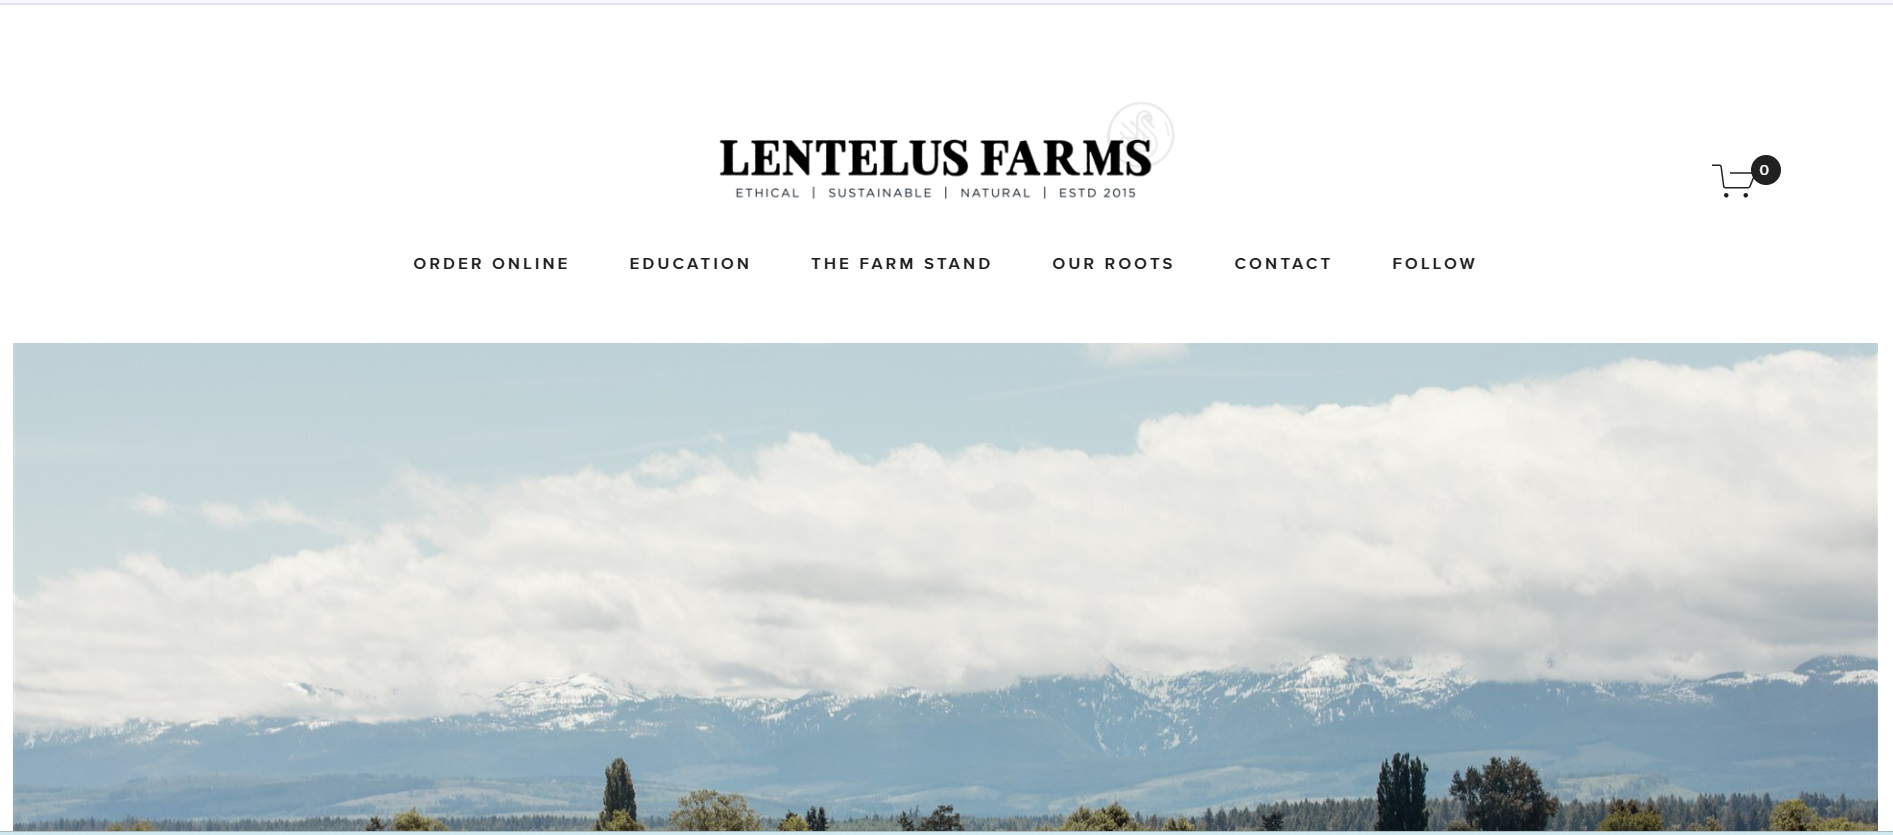 LENTELUS FARMS
ETHICAL | SUSTAINABLE | NATURAL | ESTD 2015
0
ORDER ONLINE EDUCATION THE FARM STAND OUR ROOTS CONTACT FOLLOW